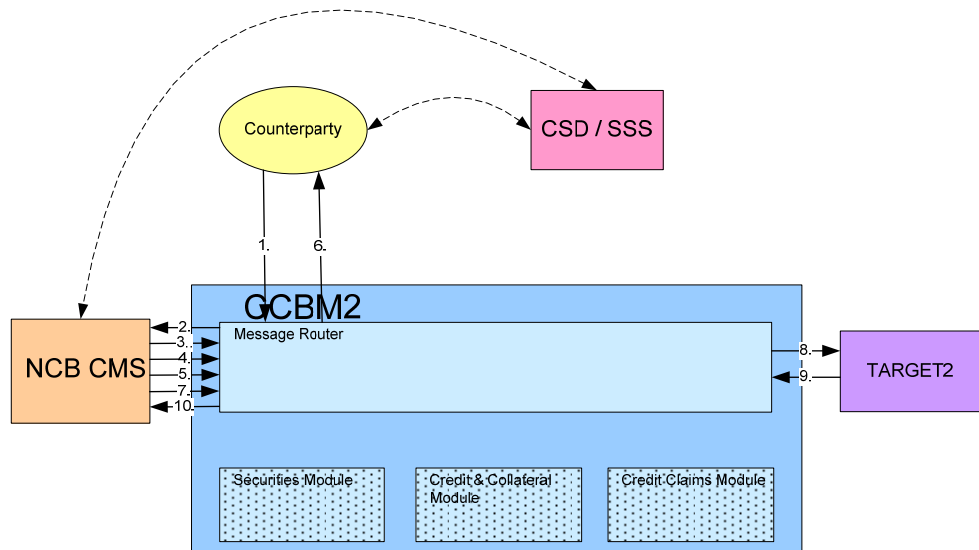 Counterparty
CSD / SSS
1.
6.
CCBM2
Message Router
NCB CMS
2.
3.
4.
5.
7.
10.
8.
9.
TARGET2
Securities Module
Credit & Collateral
Module
Credit Claims Module